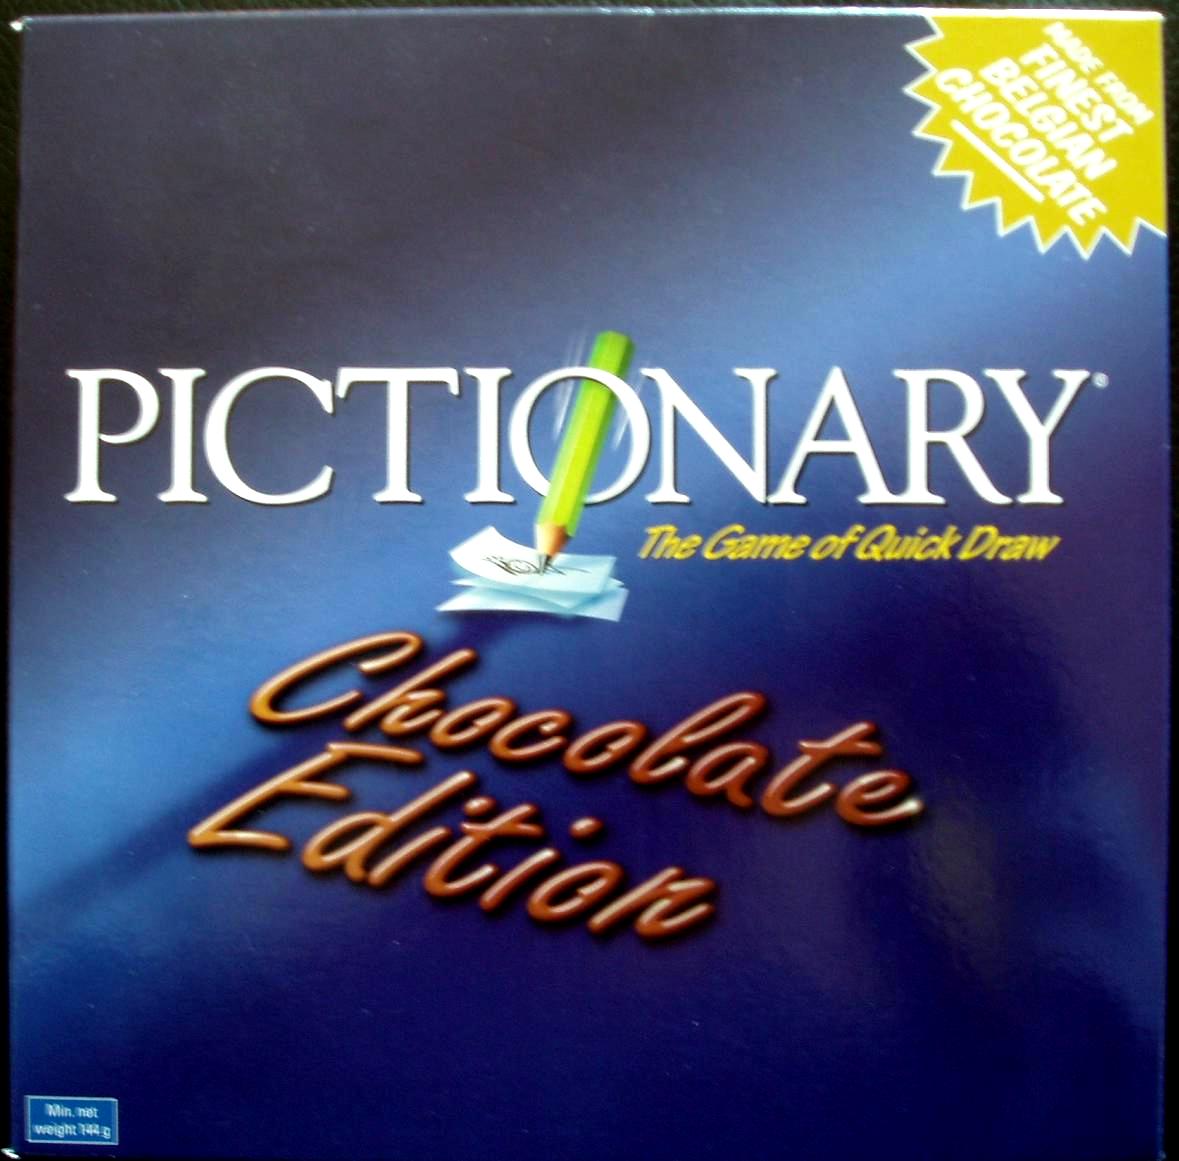 MADE FROM
FINEST
BELGIAN
CHOCOLATE
PICTIONARY®
The Game of Quick Draw
Chocolate
Edition
Min. net
weight 144 g